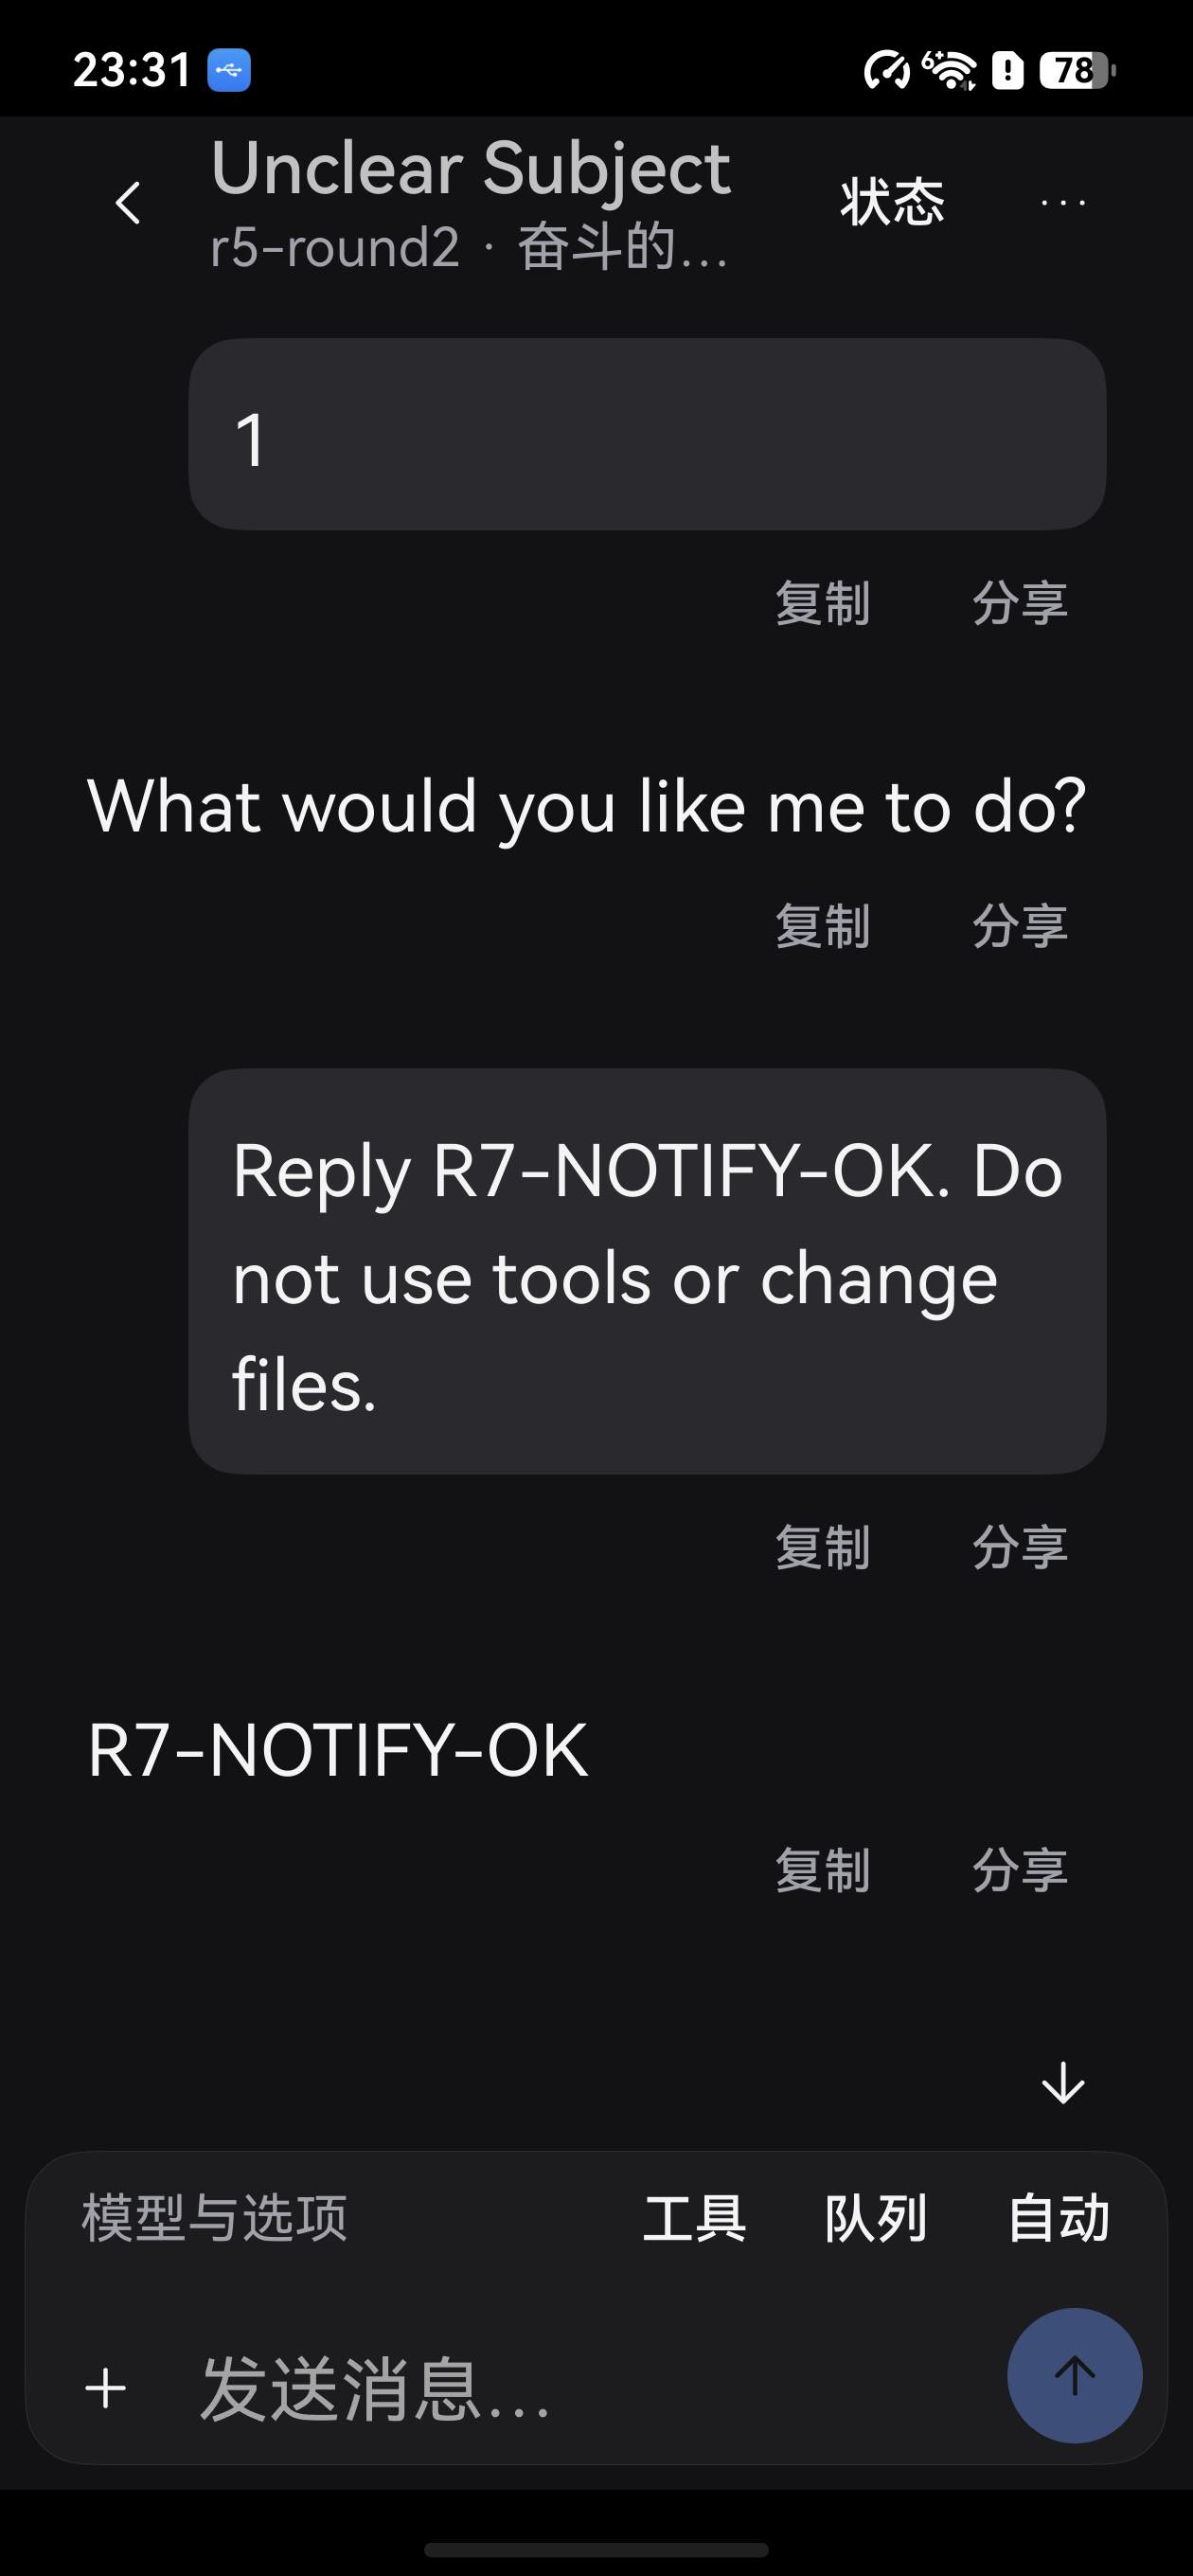 23:31
6+
78
Unclear Subject
状态
r5-round2 · 奋斗的...
1
复制 分享
What would you like me to do?
复制 分享
Reply R7-NOTIFY-OK. Do
not use tools or change
files.
复制 分享
R7-NOTIFY-OK
复制 分享
模型与选项 工具 队列 自动
发送消息...